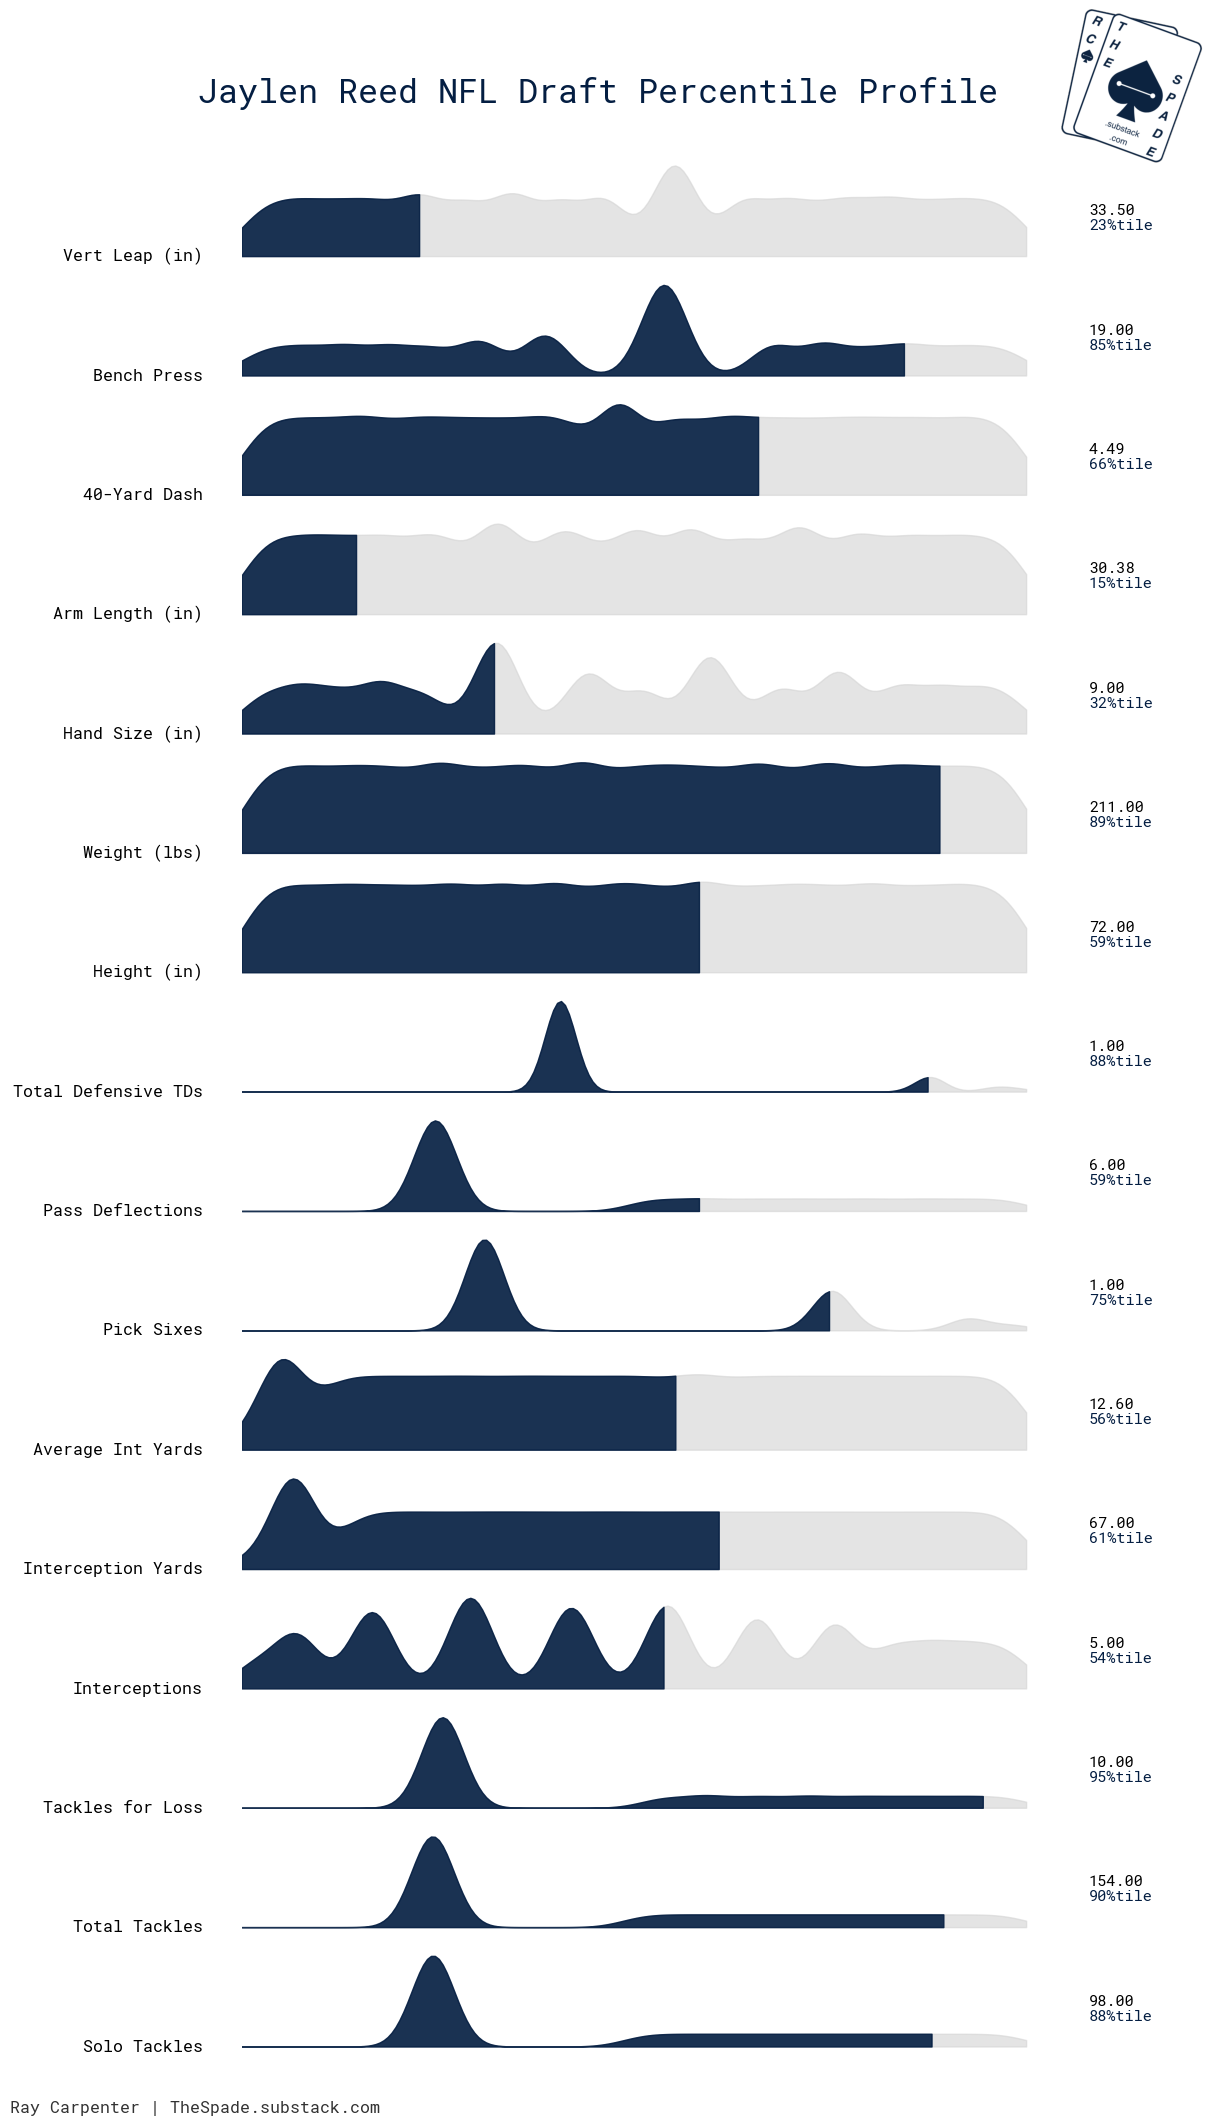 R
C
T
H
E
S
P
A
D
E
.substack
.com
Jaylen Reed NFL Draft Percentile Profile
Vert Leap (in)
33.50
23%tile
Bench Press
19.00
85%tile
40-Yard Dash
4.49
66%tile
Arm Length (in)
30.38
15%tile
Hand Size (in)
9.00
32%tile
Weight (lbs)
211.00
89%tile
Height (in)
72.00
59%tile
Total Defensive TDs
1.00
88%tile
Pass Deflections
6.00
59%tile
Pick Sixes
1.00
75%tile
Average Int Yards
12.60
56%tile
Interception Yards
67.00
61%tile
Interceptions
5.00
54%tile
Tackles for Loss
10.00
95%tile
Total Tackles
154.00
90%tile
Solo Tackles
98.00
88%tile
Ray Carpenter | TheSpade.substack.com